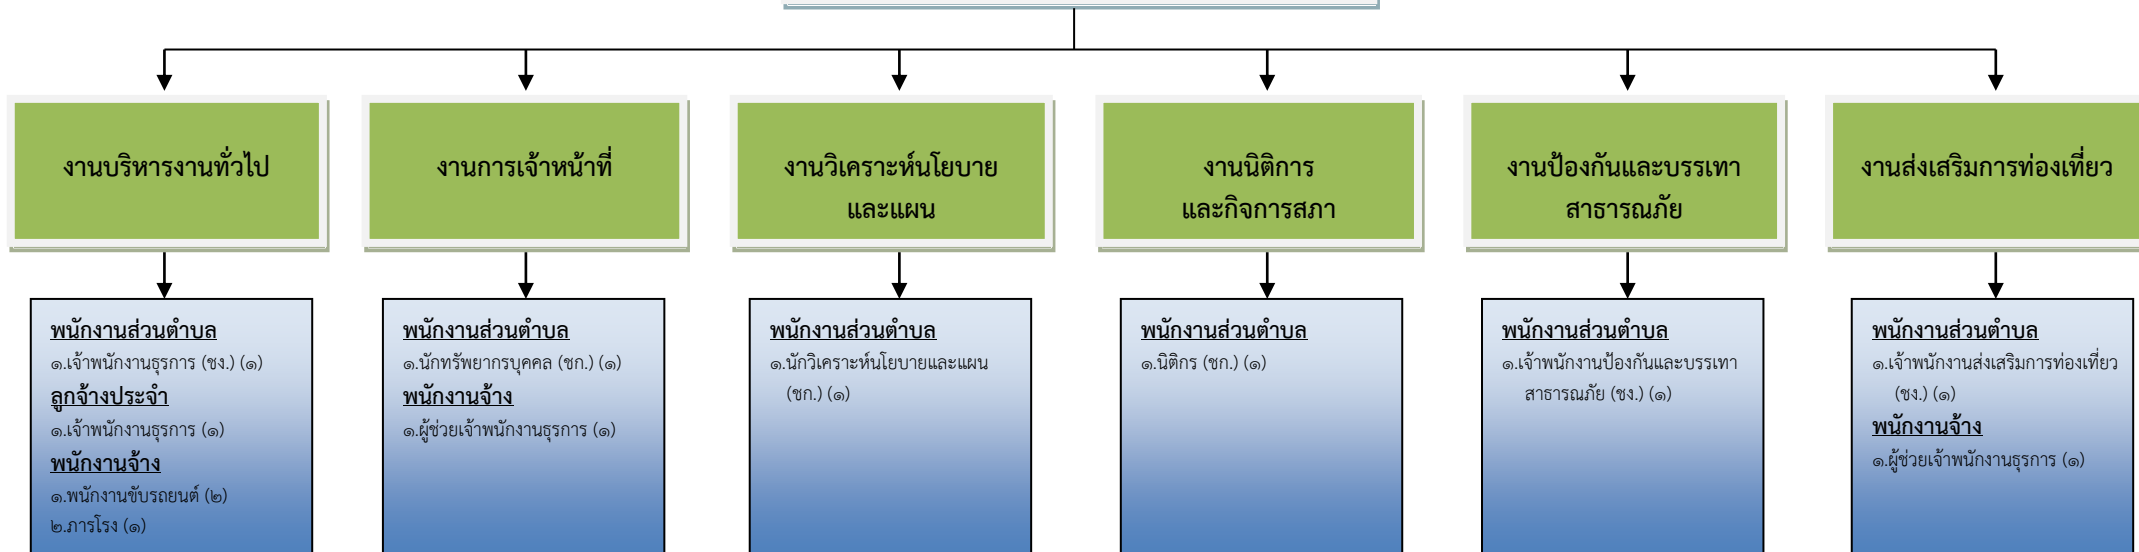 งานบริหารงานทั่วไป
งานการเจ้าหน้าที่
งานวิเคราะห์นโยบาย
และแผน
งานนิติการ
และกิจการสภา
งานป้องกันและบรรเทา
สาธารณภัย
งานส่งเสริมการท่องเที่ยว
พนักงานส่วนตำบล
๑.เจ้าพนักงานธุรการ (ชง.) (๑)
ลูกจ้างประจำ
๑.เจ้าพนักงานธุรการ (๑)
พนักงานจ้าง
๑.พนักงานขับรถยนต์ (๒)
๒.ภารโรง (๑)
พนักงานส่วนตำบล
๑.นักทรัพยากรบุคคล (ชก.) (๑)
พนักงานจ้าง
๑.ผู้ช่วยเจ้าพนักงานธุรการ (๑)
พนักงานส่วนตำบล
๑.นักวิเคราะห์นโยบายและแผน
(ชก.) (๑)
พนักงานส่วนตำบล
๑.นิติกร (ชก.) (๑)
พนักงานส่วนตำบล
๑.เจ้าพนักงานป้องกันและบรรเทา
สาธารณภัย (ชง.) (๑)
พนักงานส่วนตำบล
๑.เจ้าพนักงานส่งเสริมการท่องเที่ยว
(ชง.) (๑)
พนักงานจ้าง
๑.ผู้ช่วยเจ้าพนักงานธุรการ (๑)